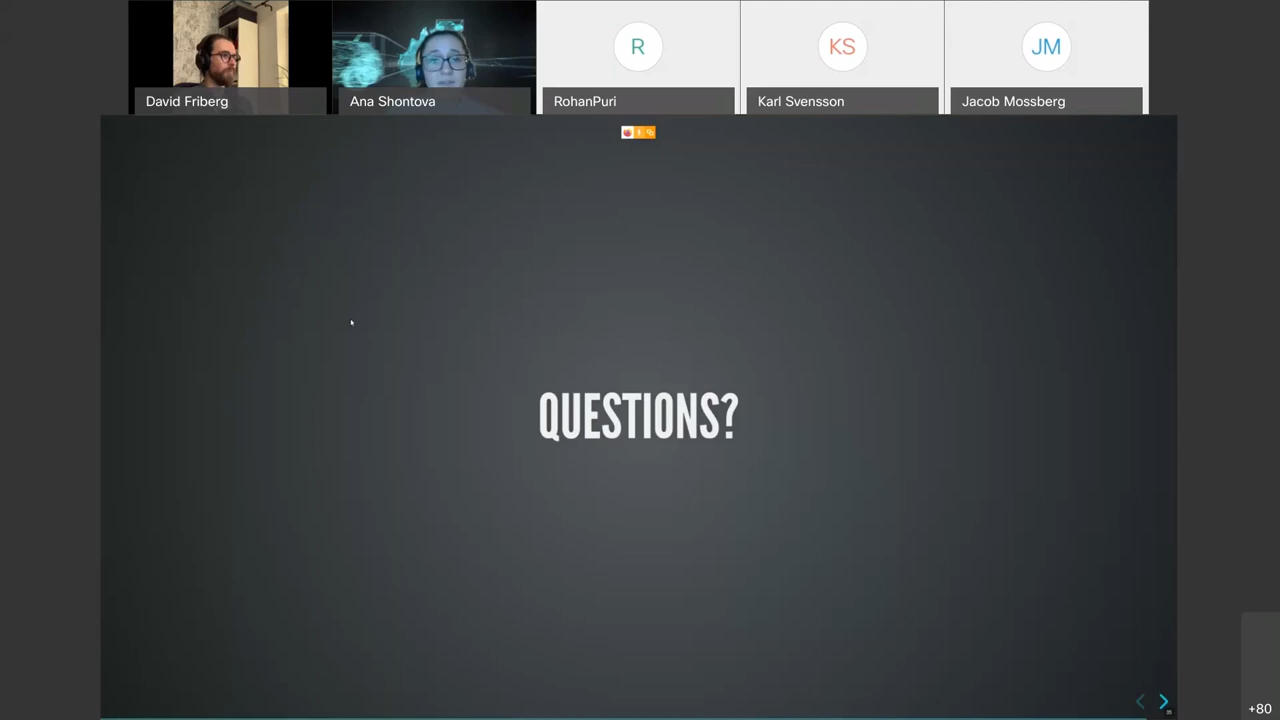 R
KS
JM
David Friberg
Ana Shontova
RohanPuri
Karl Svensson
Jacob Mossberg
QUESTIONS?
+80